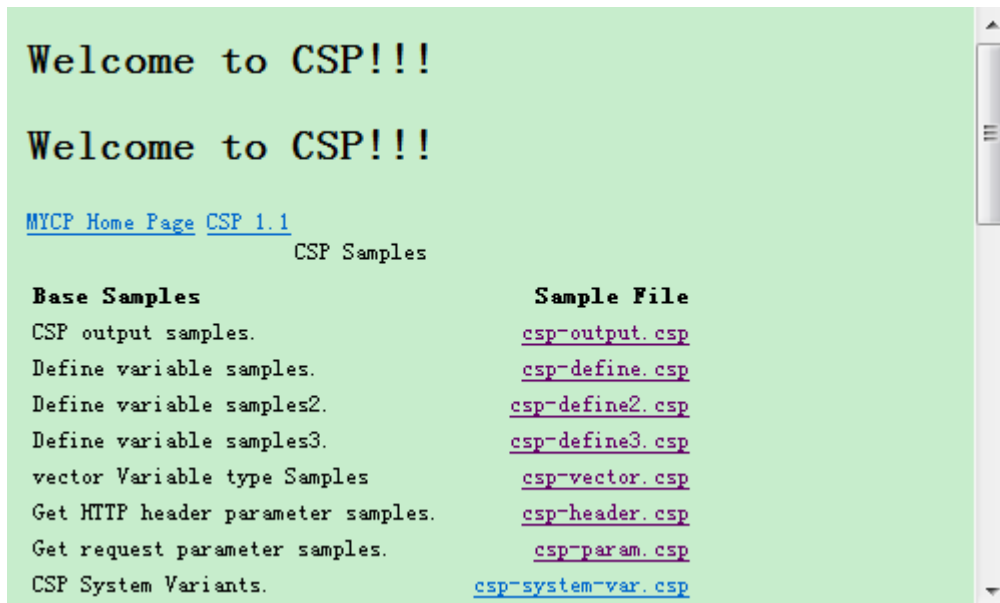 Welcome to CSP!!!
Welcome to CSP!!!
MYCP Home Page CSP 1.1
CSP Samples
Base Samples Sample File
CSP output samples. csp-output.csp
Define variable samples. csp-define.csp
Define variable samples2. csp-define2.csp
Define variable samples3. csp-define3.csp
vector Variable type Samples csp-vector.csp
Get HTTP header parameter samples. csp-header.csp
Get request parameter samples. csp-param.csp
CSP System Variants. csp-system-var.csp